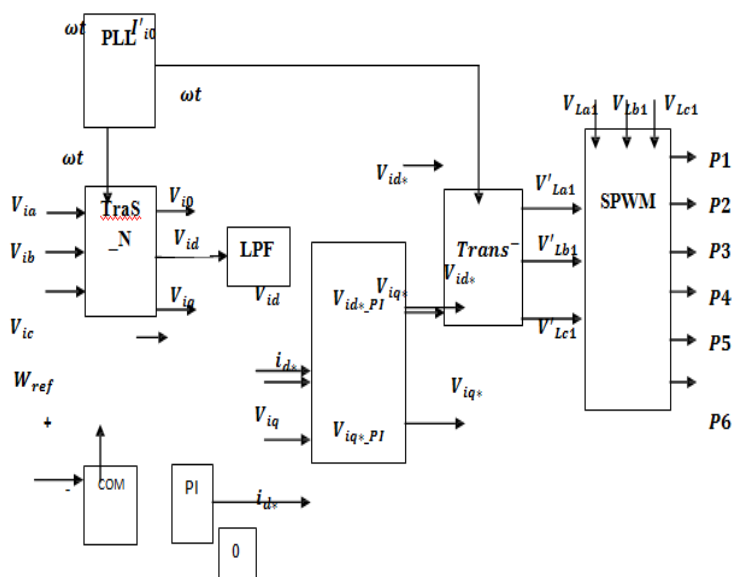 ωt
PLL
I'i0
ωt
ωt
VLa1 VLb1 VLc1
Vid*
P1
Via
TraS
_N
Vi0
V'La1
SPWM
P2
Vib
Vid
LPF
Trans⁻
V'Lb1
P3
Vid
Vid*_PI
Viq*
Vid*
P4
Viq
Vic
V'Lc1
P5
Wref
id*
+
Viq
Viq*_PI
Viq*
P6
-
COM
PI
id*
0